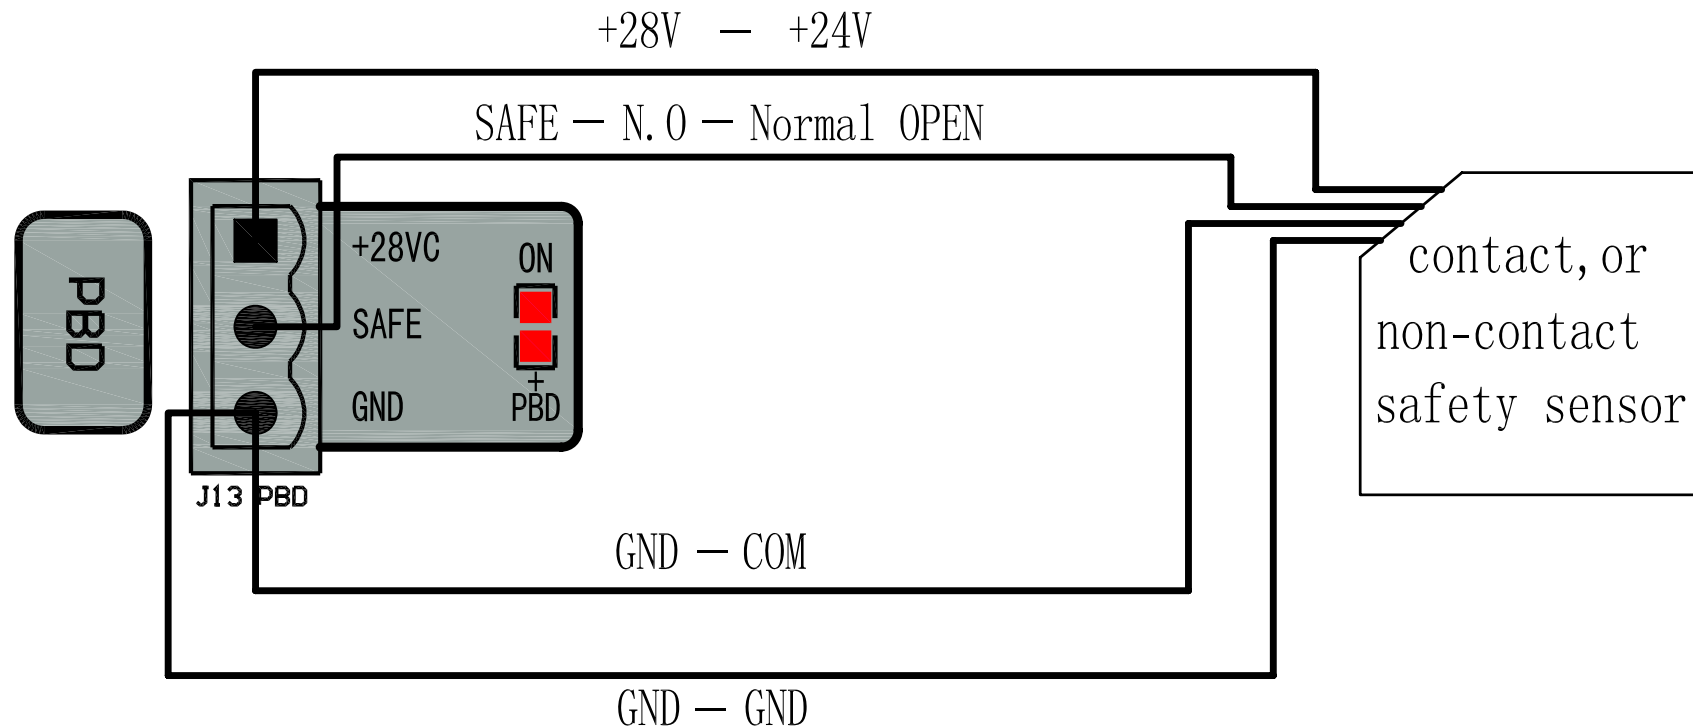 +28V — +24V
SAFE — N.O — Normal OPEN
PBD
+28VC
SAFE
GND
ON
+
PBD
J13 PBD
contact,or
non-contact
safety sensor
GND — COM
GND — GND